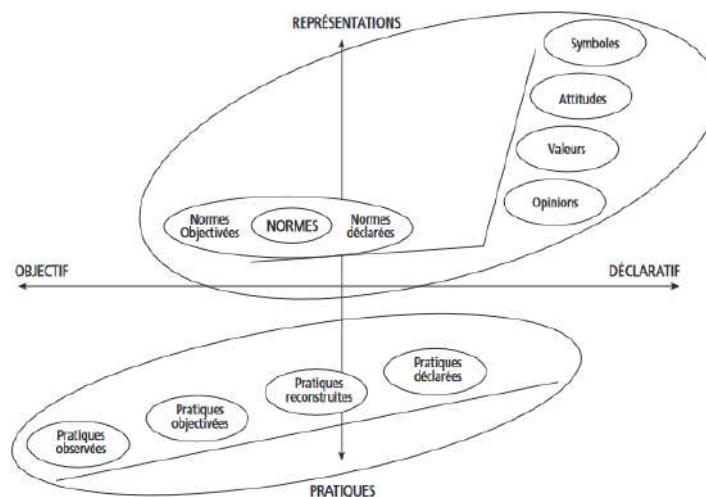 REPRÉSENTATIONS
Symboles
Attitudes
Valeurs
Opinions
Normes
Objectivées
NORMES
Normes
déclarées
OBJECTIF
DÉCLARATIF
Pratiques
déclarées
Pratiques
reconstruites
Pratiques
objectivées
Pratiques
observées
PRATIQUES